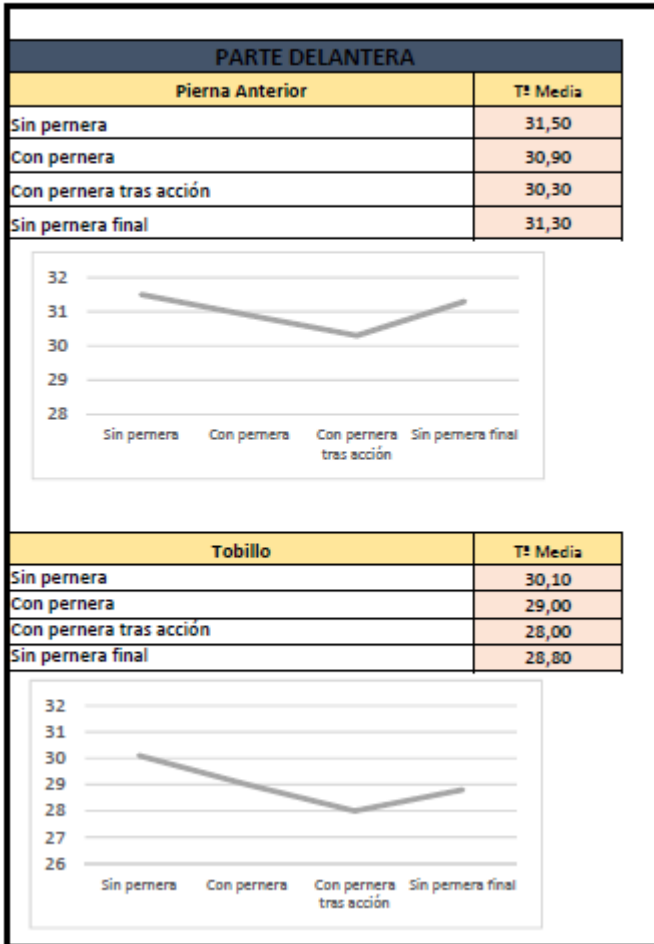 PARTE DELANTERA
Pierna Anterior Tª Media
Sin pernera 31,50
Con pernera 30,90
Con pernera tras acción 30,30
Sin pernera final 31,30
32
31
30
29
28
Sin pernera Con pernera Con pernera Sin pernera final
tras acción
Tobillo Tª Media
Sin pernera 30,10
Con pernera 29,00
Con pernera tras acción 28,00
Sin pernera final 28,80
32
31
30
29
28
27
26
Sin pernera Con pernera Con pernera Sin pernera final
tras acción